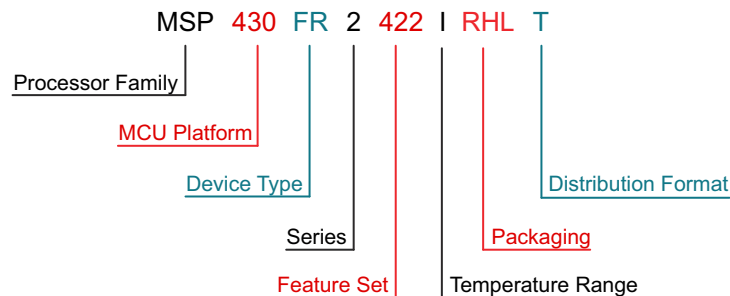 MSP 430 FR 2 422 I RHL T
Processor Family
MCU Platform
Device Type
Distribution Format
Series
Packaging
Feature Set
Temperature Range